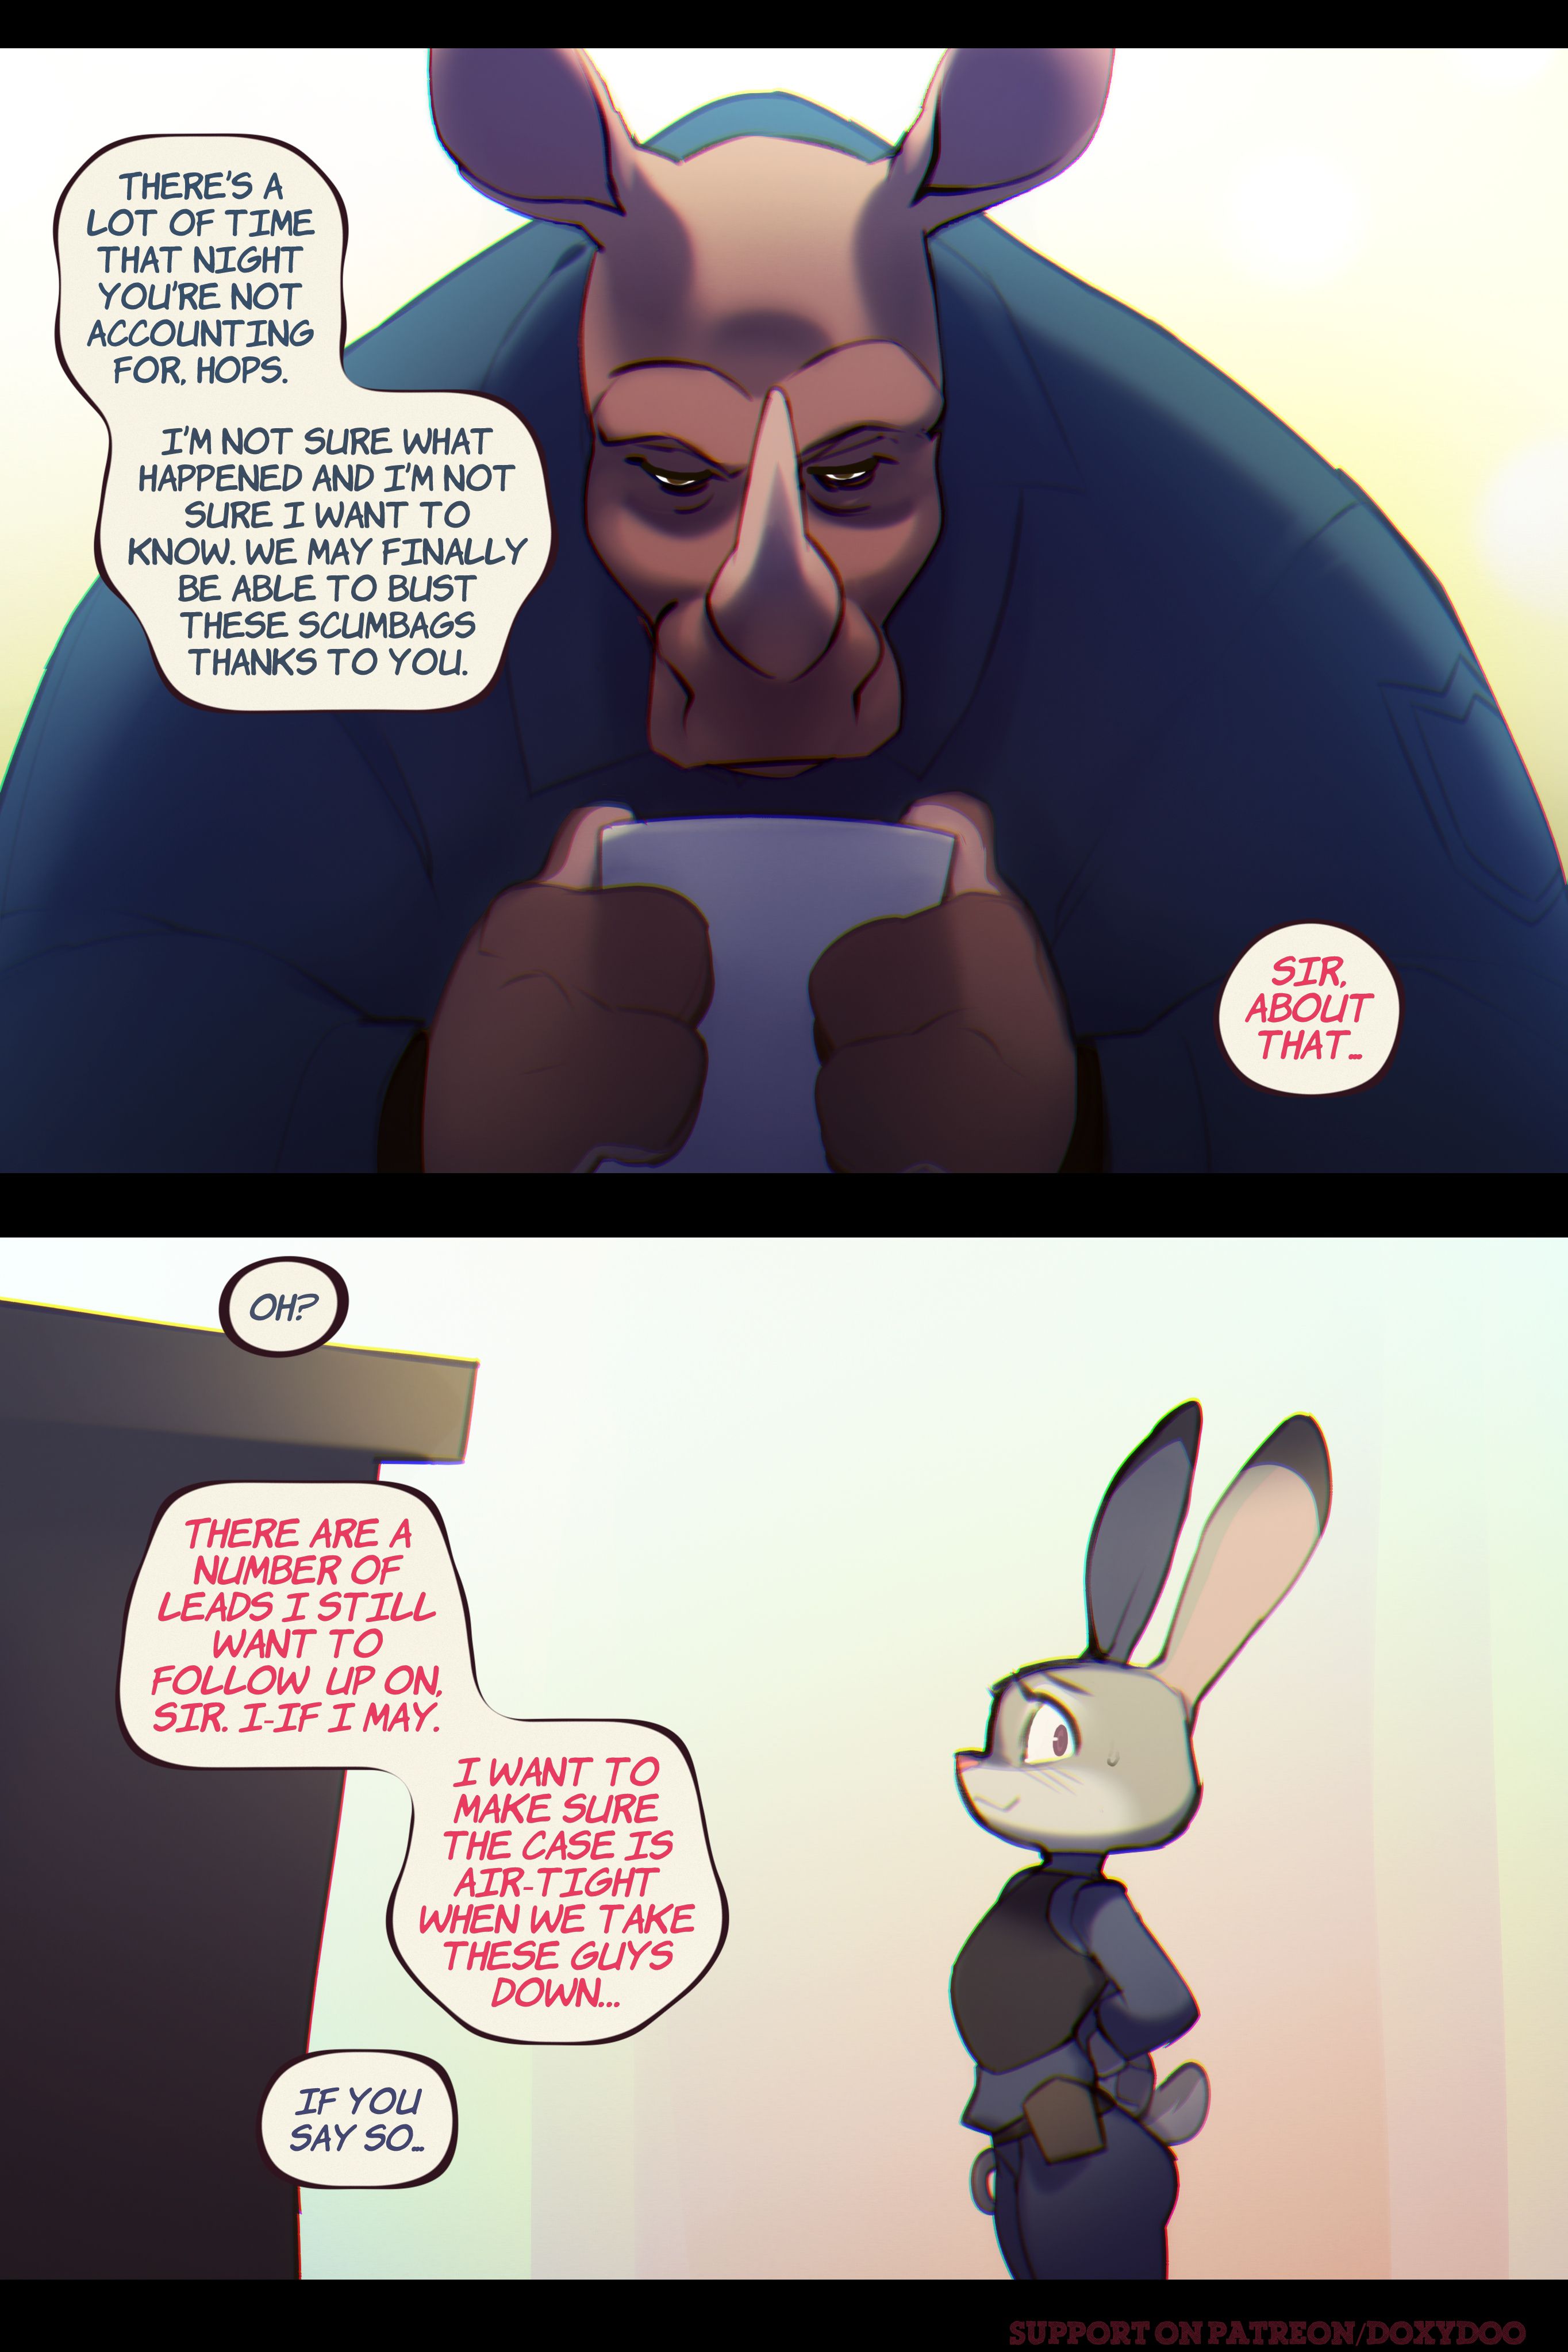 THERE'S A
LOT OF TIME
THAT NIGHT
YOU'RE NOT
ACCOUNTING
FOR, HOPS.
I'M NOT SURE WHAT
HAPPENED AND I'M NOT
SURE I WANT TO
KNOW. WE MAY FINALLY
BE ABLE TO BUST
THESE SCUMBAGS
THANKS TO YOU.
SIR,
ABOUT
THAT...
OH?
THERE ARE A
NUMBER OF
LEADS I STILL
WANT TO
FOLLOW UP ON,
SIR. I-IF I MAY.
I WANT TO
MAKE SURE
THE CASE IS
AIR-TIGHT
WHEN WE TAKE
THESE GUYS
DOWN...
IF YOU
SAY SO...
SUPPORT ON PATREON/DOXYDOO